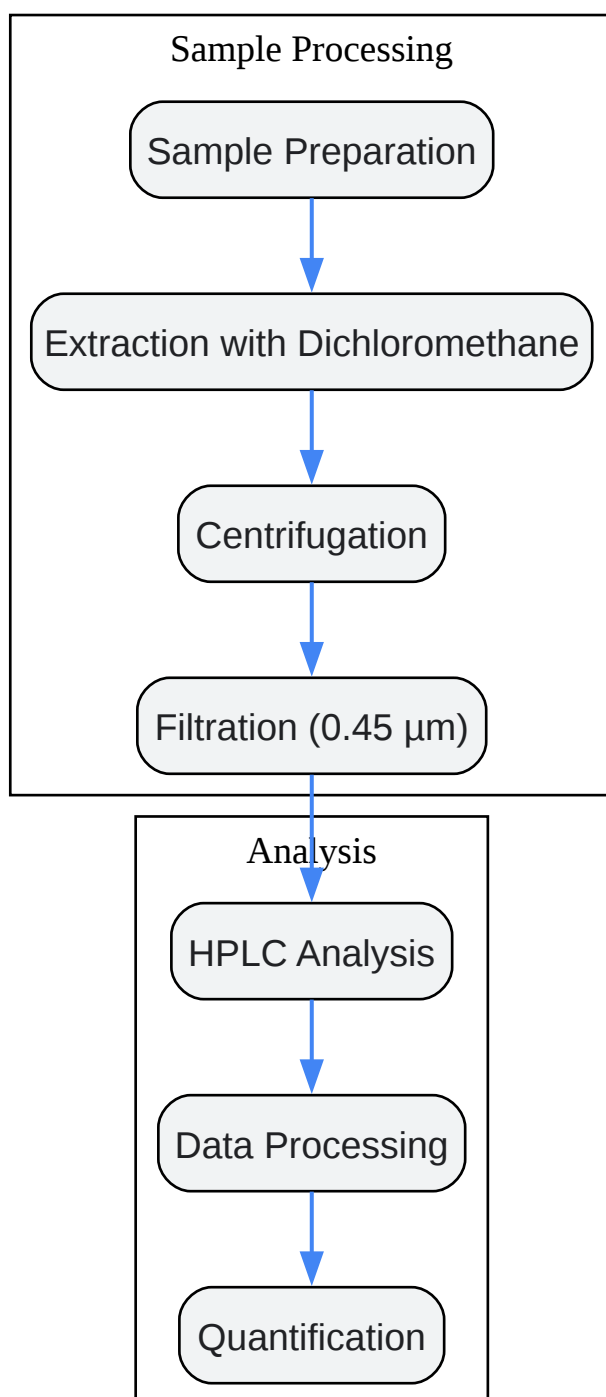 Sample Processing
Sample Preparation
Extraction with Dichloromethane
Centrifugation
Filtration (0.45 µm)
Analysis
HPLC Analysis
Data Processing
Quantification